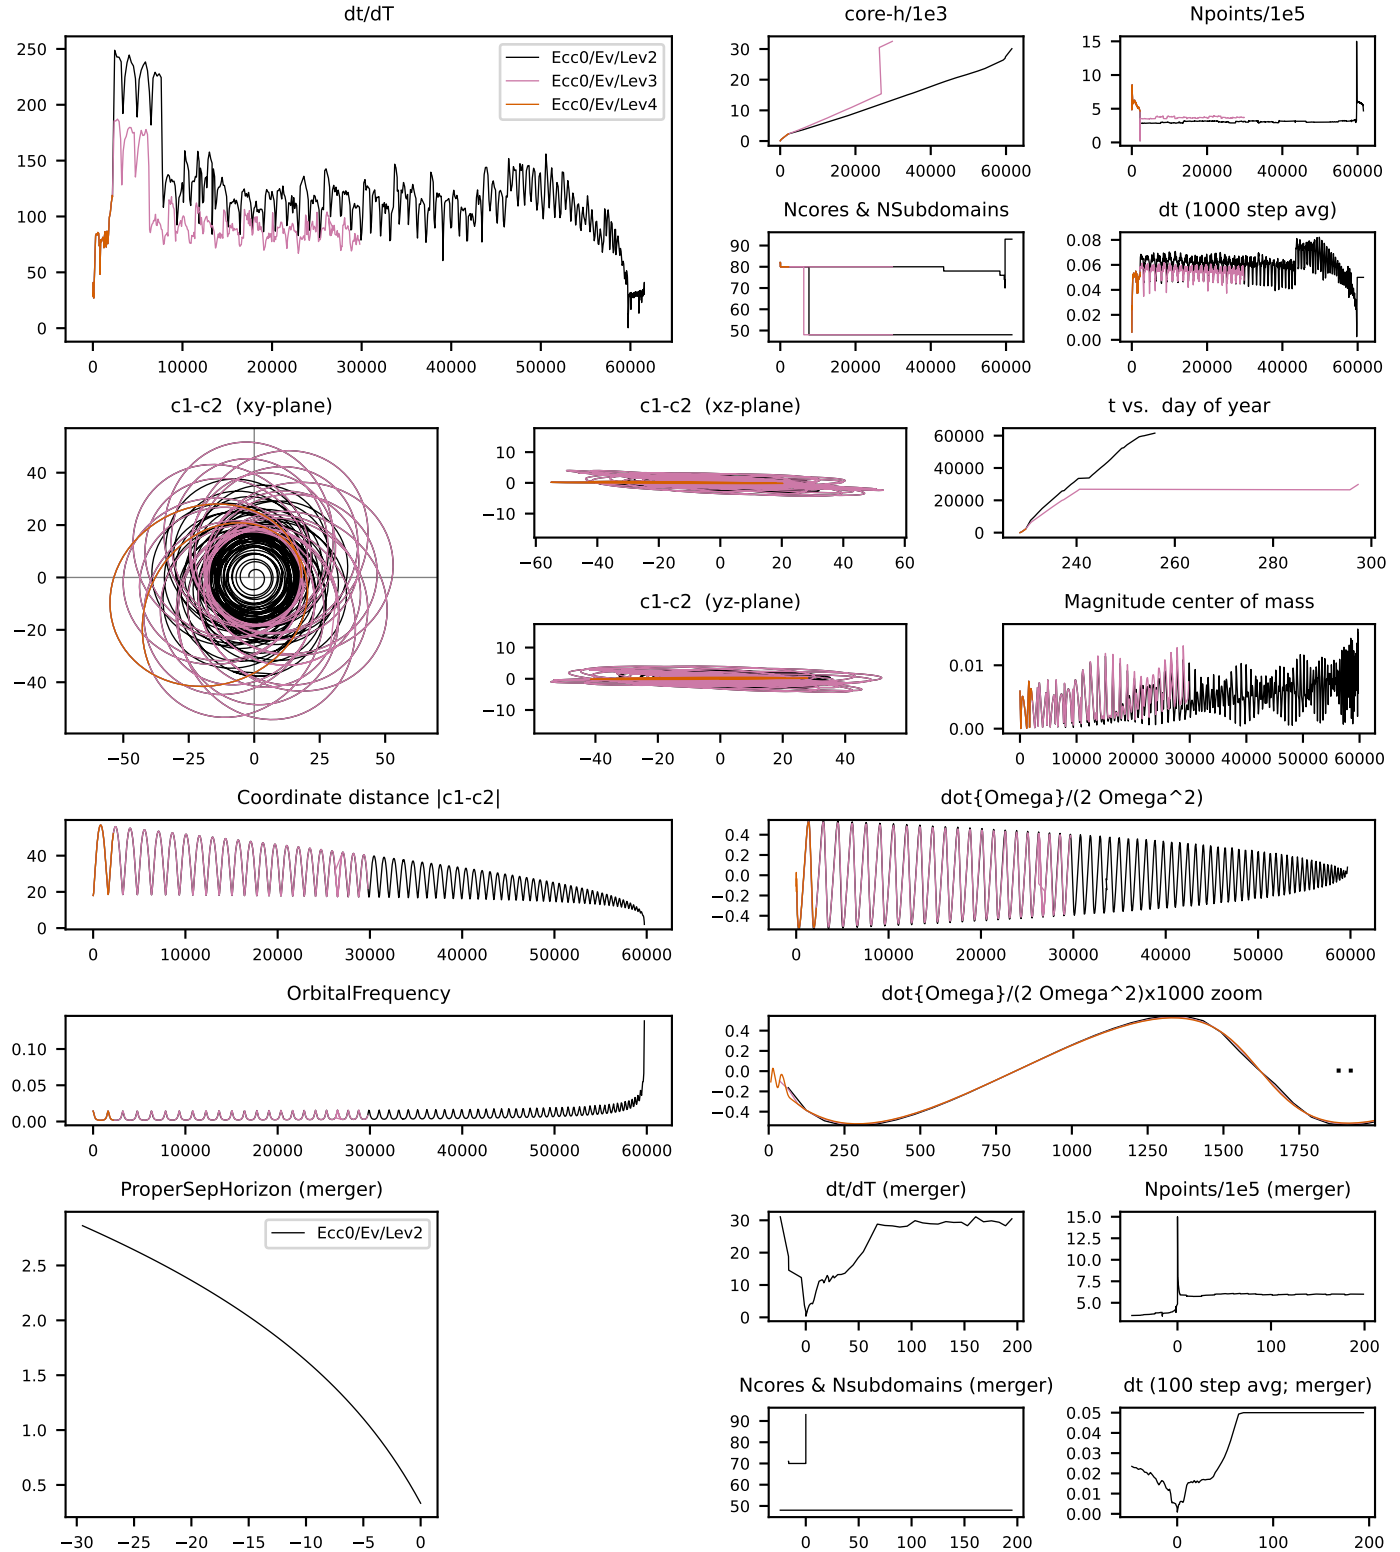 dt/dT
250
200
150
100
50
0
Ecc0/Ev/Lev2
Ecc0/Ev/Lev3
Ecc0/Ev/Lev4
0 10000 20000 30000 40000 50000 60000
core-h/1e3
30
20
10
0
0 20000 40000 60000
Npoints/1e5
15
10
5
0
0 20000 40000 60000
Ncores & NSubdomains
90
80
70
60
50
0 20000 40000 60000
dt (1000 step avg)
0.08
0.06
0.04
0.02
0.00
0 20000 40000 60000
c1-c2 (xy-plane)
40
20
0
−20
−40
−50 −25 0 25 50
c1-c2 (xz-plane)
10
0
−10
−60 −40 −20 0 20 40 60
t vs. day of year
60000
40000
20000
0
240 260 280 300
c1-c2 (yz-plane)
10
0
−10
−40 −20 0 20 40
Magnitude center of mass
0.01
0.00
0 10000 20000 30000 40000 50000 60000
Coordinate distance |c1-c2|
40
20
0
0 10000 20000 30000 40000 50000 60000
dot{Omega}/(2 Omega^2)
0.4
0.2
0.0
−0.2
−0.4
0 10000 20000 30000 40000 50000 60000
OrbitalFrequency
0.10
0.05
0.00
0 10000 20000 30000 40000 50000 60000
dot{Omega}/(2 Omega^2)x1000 zoom
0.4
0.2
0.0
−0.2
−0.4
0 250 500 750 1000 1250 1500 1750
ProperSepHorizon (merger)
Ecc0/Ev/Lev2
2.5
2.0
1.5
1.0
0.5
−30 −25 −20 −15 −10 −5 0
dt/dT (merger)
30
20
10
0
0 50 100 150 200
Npoints/1e5 (merger)
15.0
12.5
10.0
7.5
5.0
0 100 200
Ncores & Nsubdomains (merger)
90
80
70
60
50
0 50 100 150 200
dt (100 step avg; merger)
0.05
0.04
0.03
0.02
0.01
0.00
0 100 200